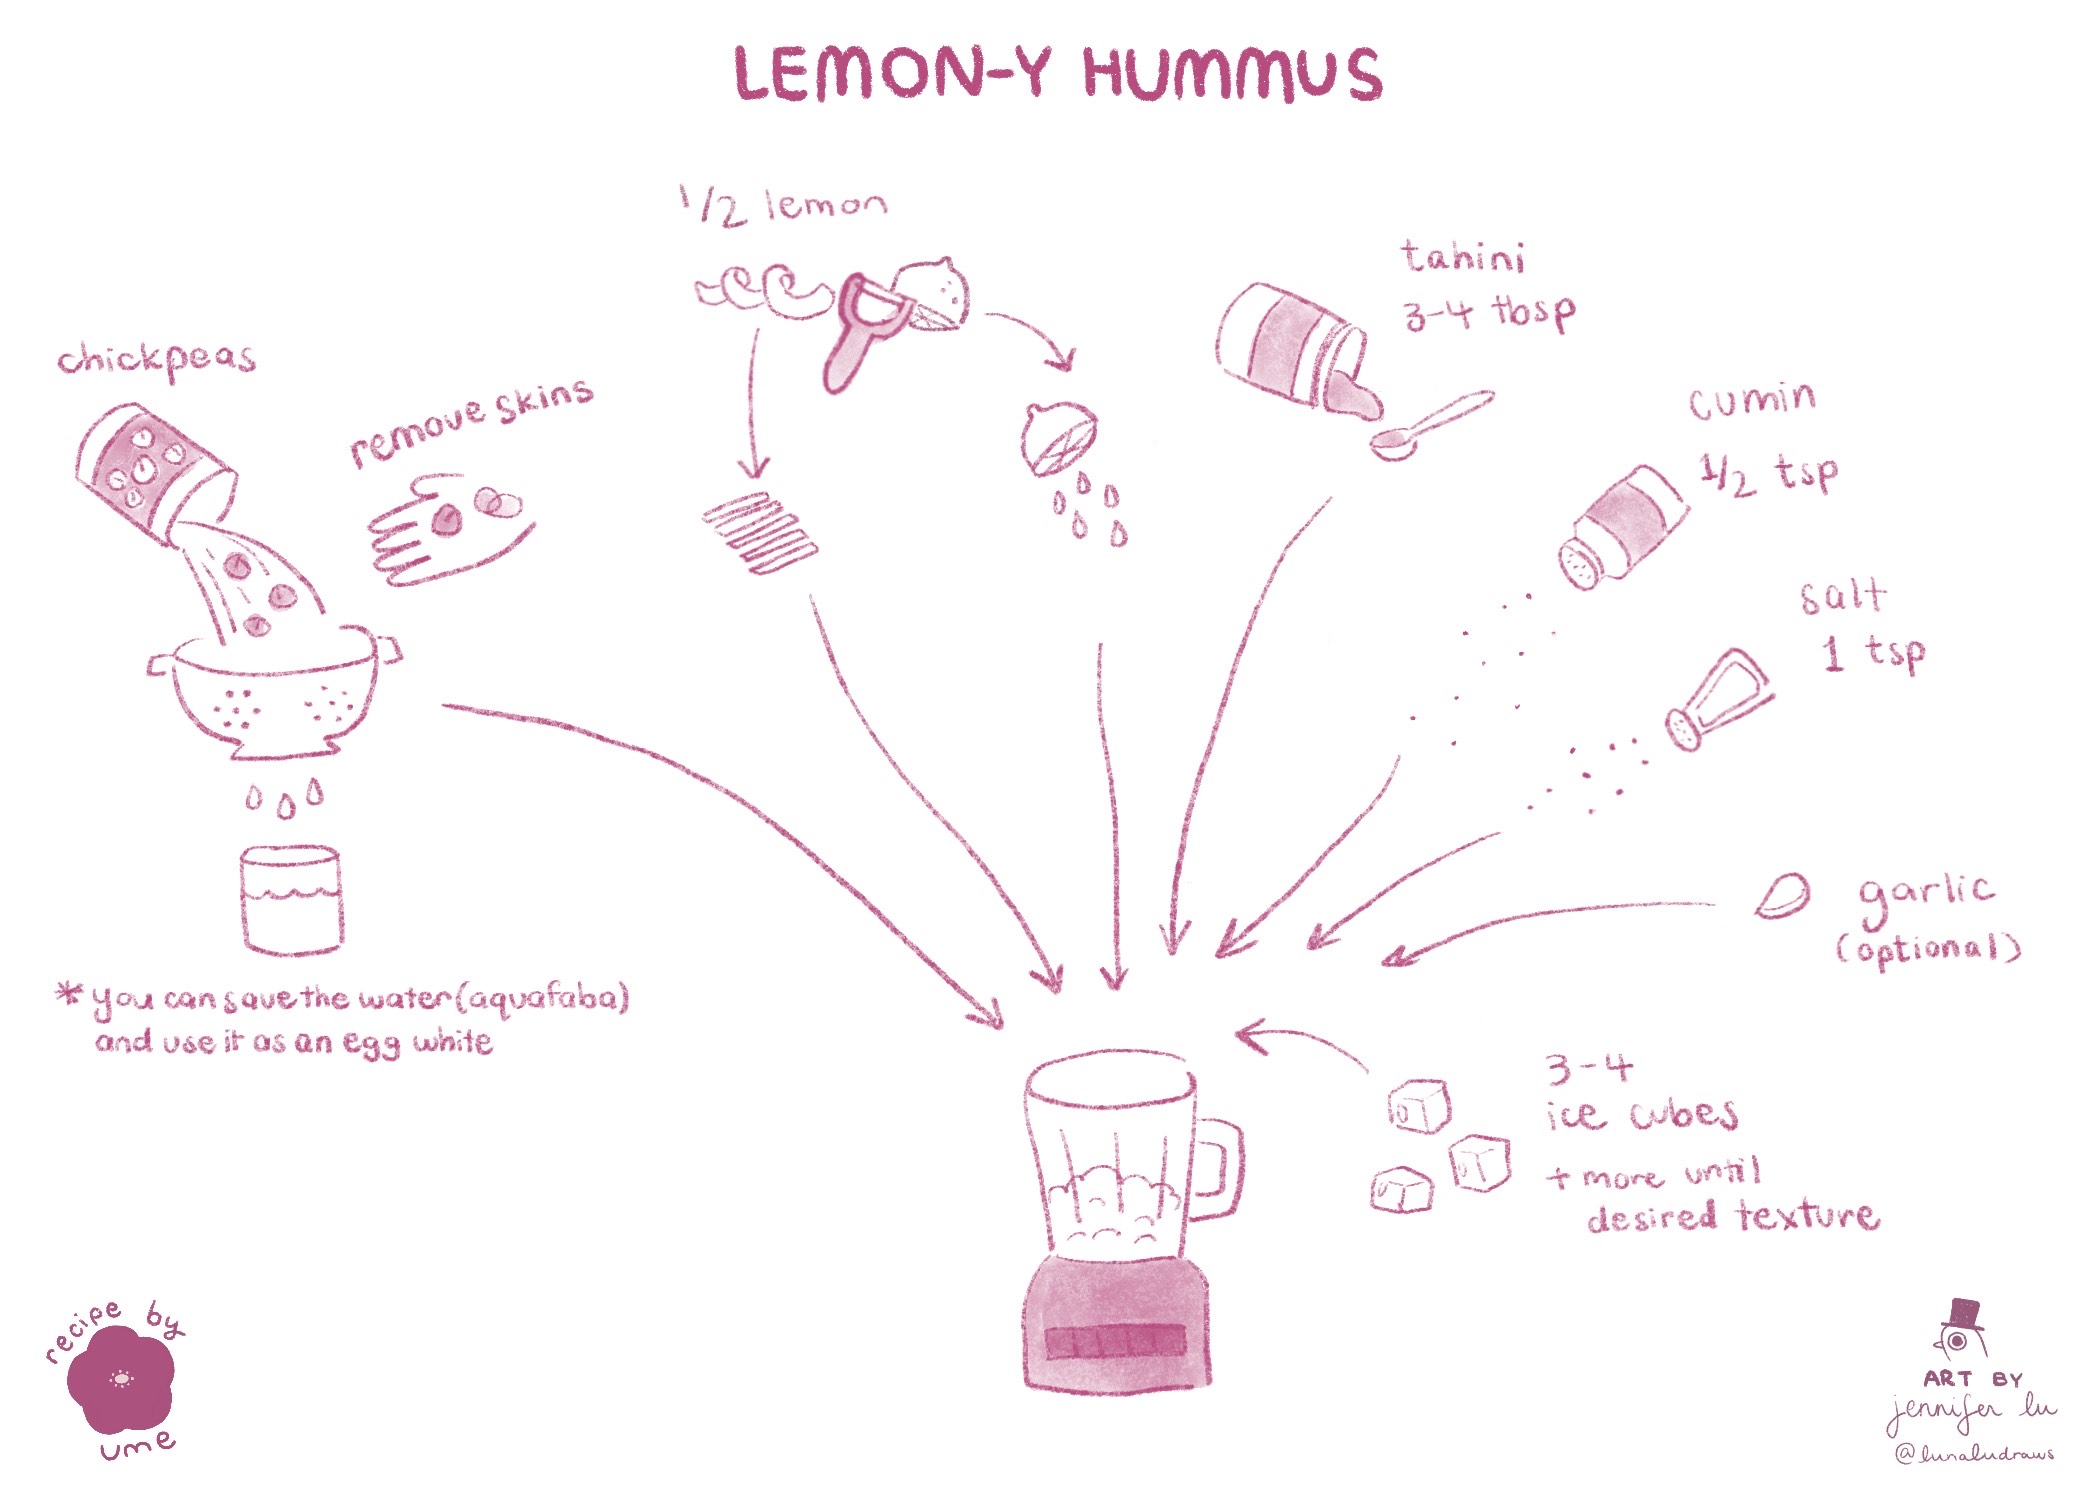 LEMON-Y HUMMUS
chickpeas
remove skins
1/2 lemon
tahini
3-4 tbsp
cumin
1/2 tsp
salt
1 tsp
garlic
(optional)
3-4
ice cubes
+ more until
desired texture
* you can save the water (aquafaba)
and use it as an egg white
recipe by
ume
ART BY
jennifer lu
@lunaludraws